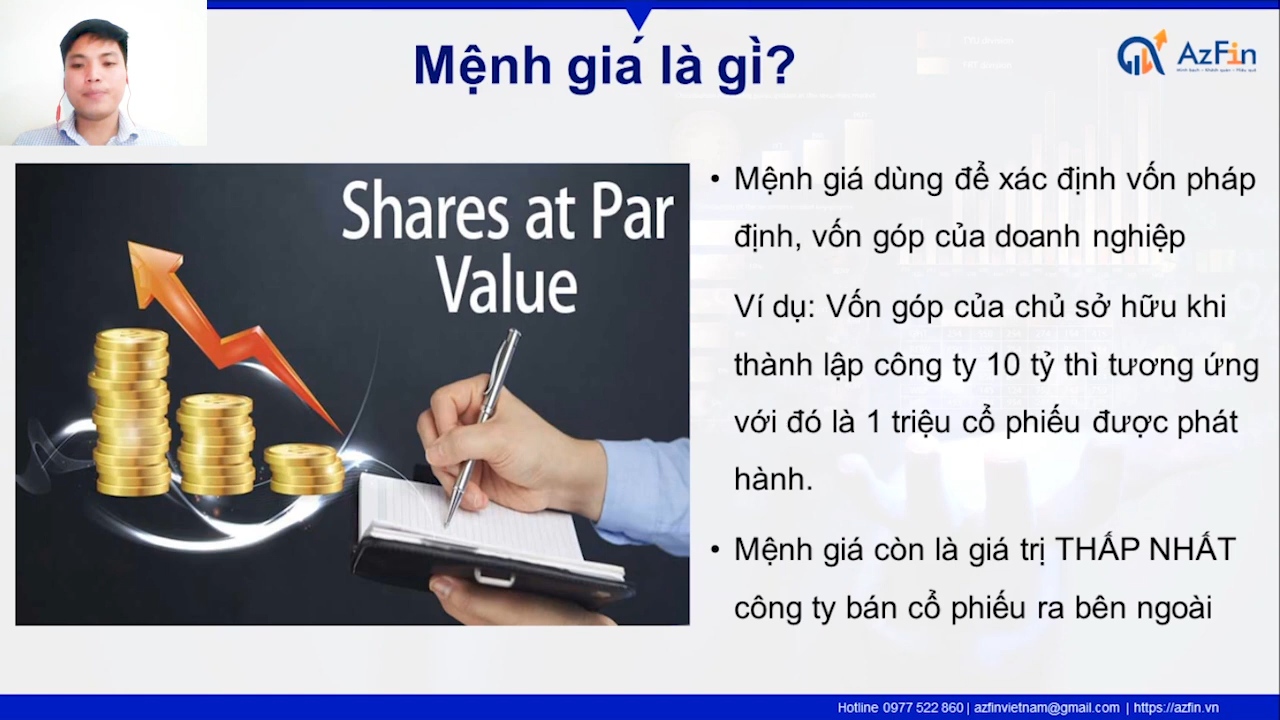 Mệnh giá là gì?
AzFin
Shares at Par
Value
• Mệnh giá dùng để xác định vốn pháp
định, vốn góp của doanh nghiệp
Ví dụ: Vốn góp của chủ sở hữu khi
thành lập công ty 10 tỷ thì tương ứng
với đó là 1 triệu cổ phiếu được phát
hành.
• Mệnh giá còn là giá trị THẤP NHẤT
công ty bán cổ phiếu ra bên ngoài
Hotline 0977 522 860 | azfinvietnam@gmail.com | https://azfin.vn